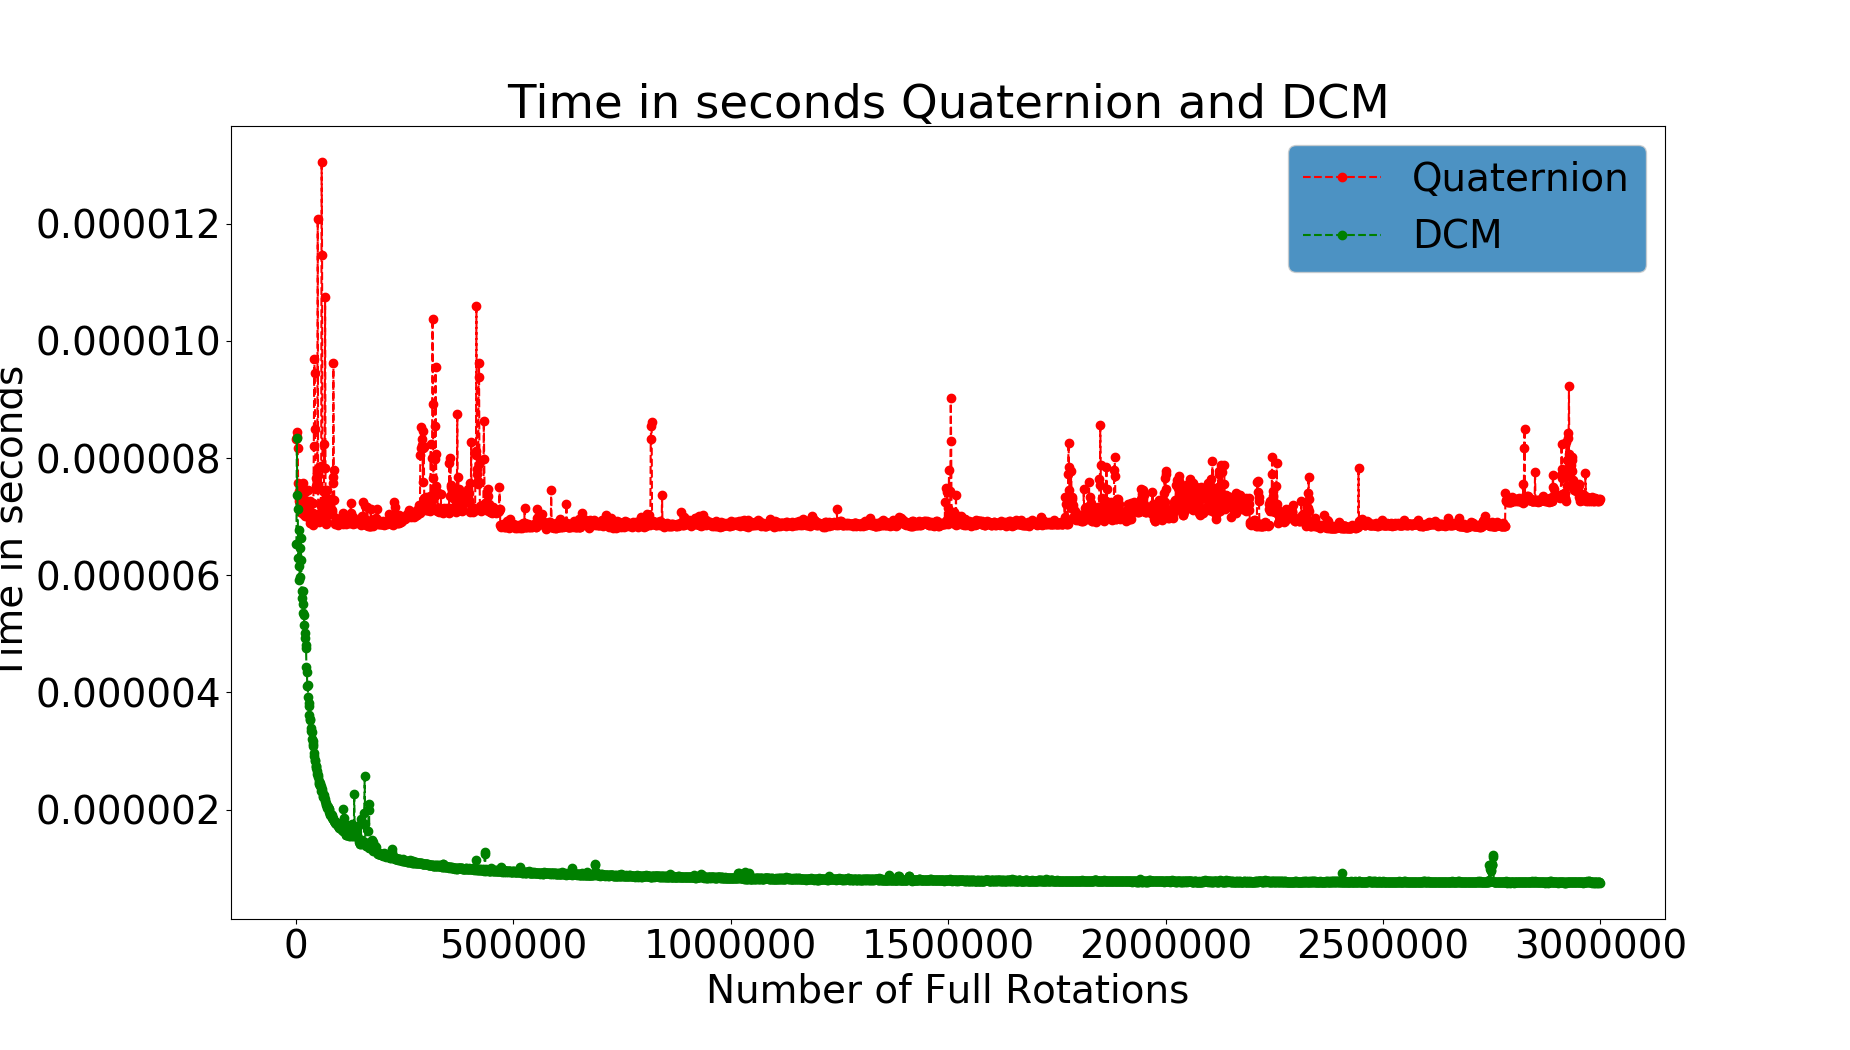 Time in seconds Quaternion and DCM
Quaternion
DCM
0.000012
0.000010
0.000008
0.000006
0.000004
0.000002
Time in seconds
0 500000 1000000 1500000 2000000 2500000 3000000
Number of Full Rotations